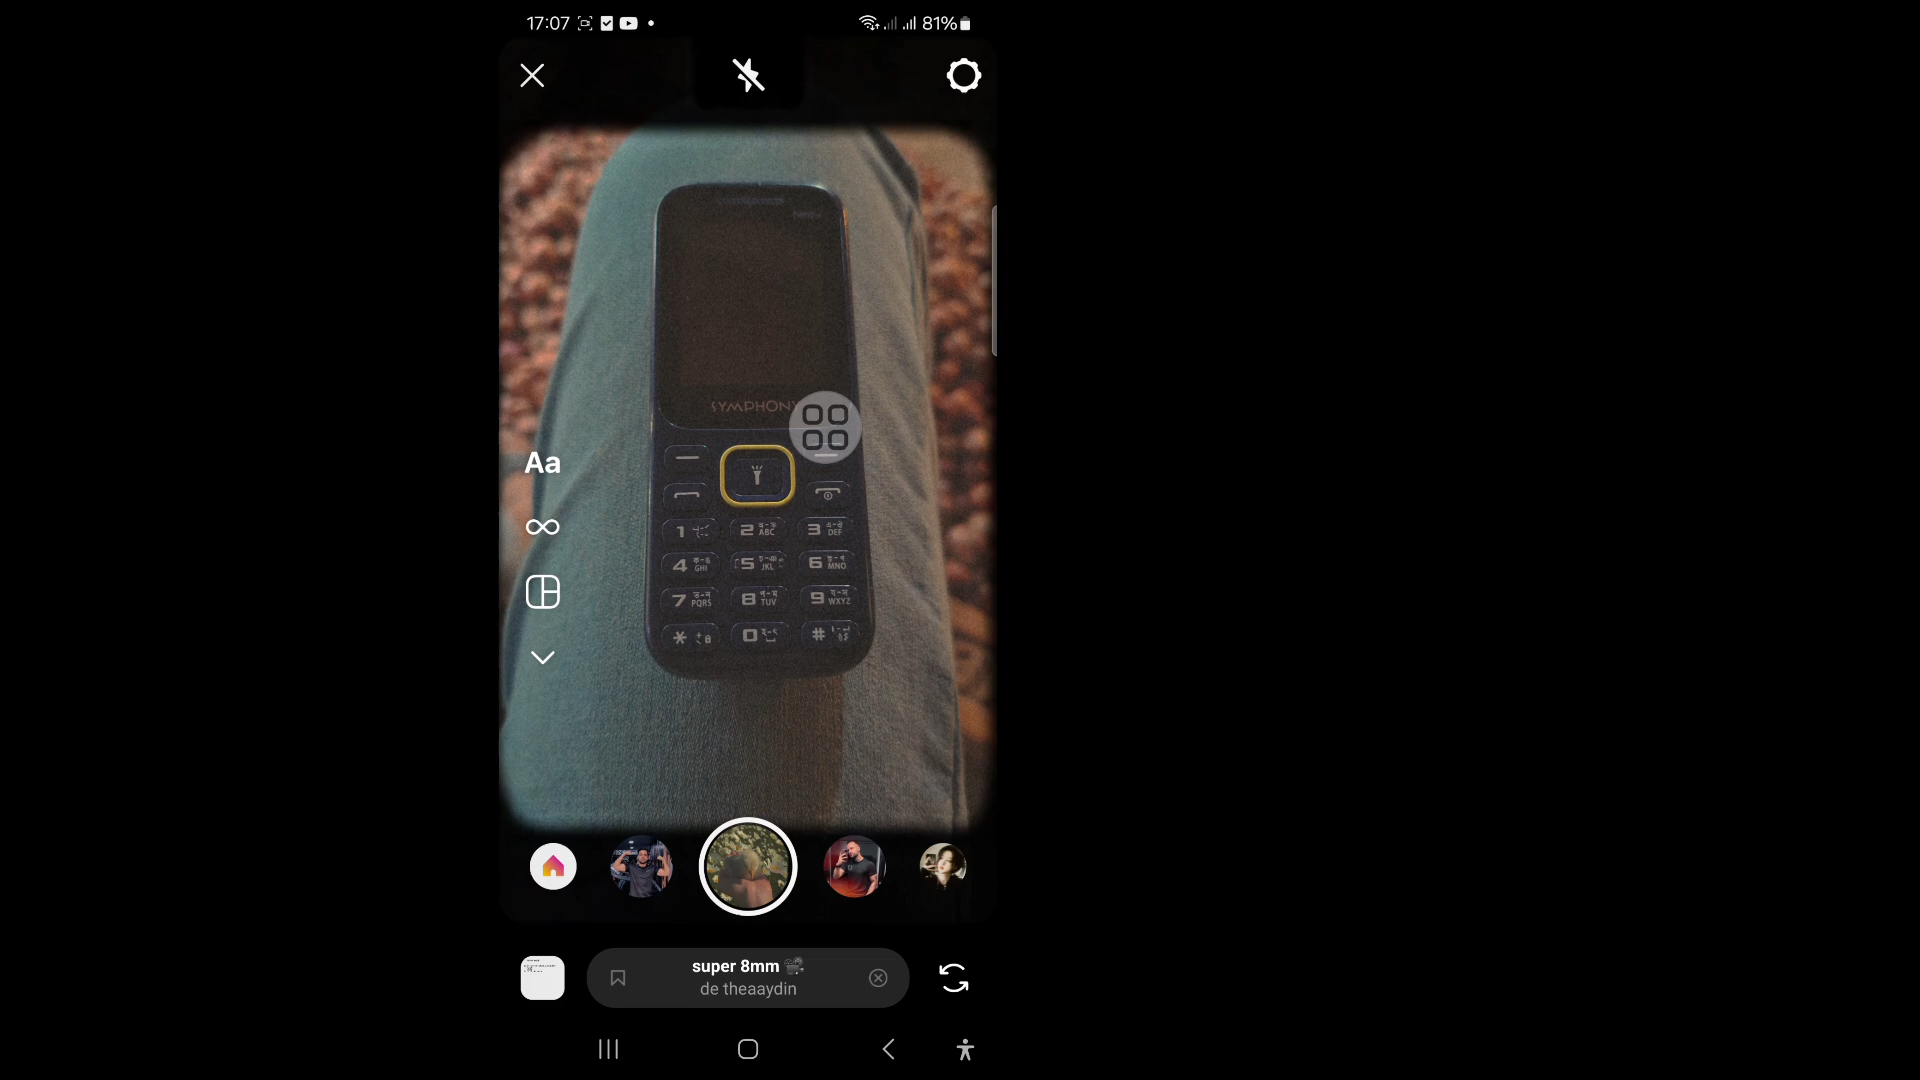 17:07
81%
SYMPHONY
Aa
1
2 ABC
3 DEF
4 GHI
5 JKL
6 MNO
7 PQRS
8 TUV
9 WXYZ
* +
0
#
super 8mm 📽
de theaaydin